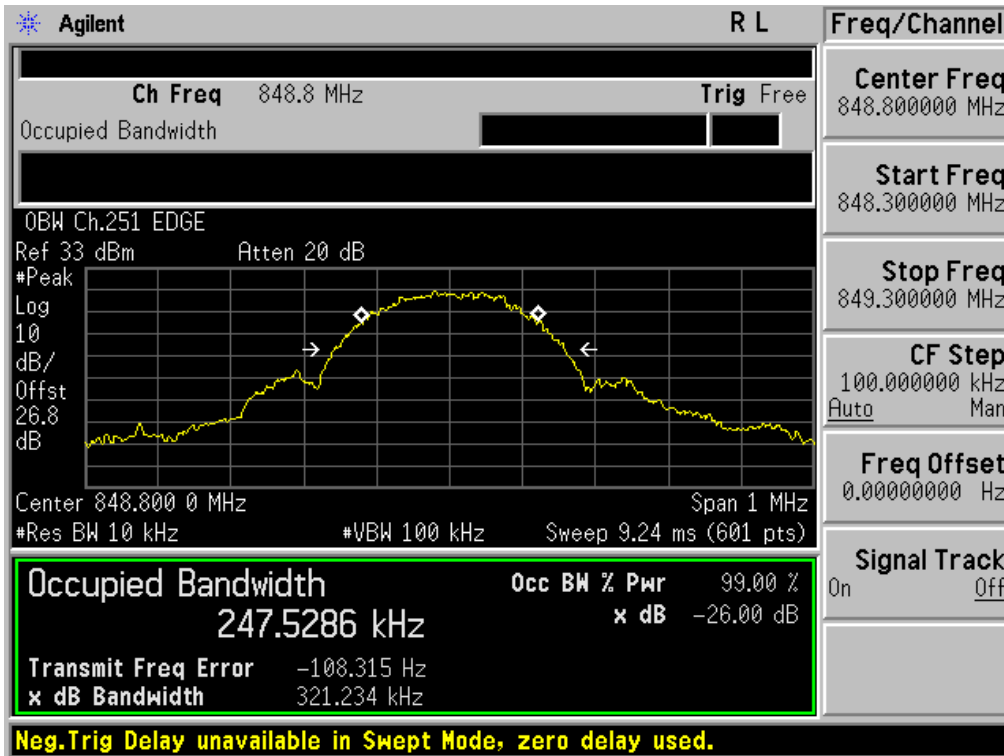 Agilent R L
Ch Freq 848.8 MHz Trig Free
Occupied Bandwidth
OBW Ch.251 EDGE
Ref 33 dBm Atten 20 dB
#Peak
Log
10
dB/
Offst
26.8
dB
Center 848.800 0 MHz Span 1 MHz
#Res BW 10 kHz #VBW 100 kHz Sweep 9.24 ms (601 pts)
Occupied Bandwidth
247.5286 kHz
Occ BW % Pwr 99.00 %
x dB -26.00 dB
Transmit Freq Error -108.315 Hz
x dB Bandwidth 321.234 kHz
Neg.Trig Delay unavailable in Swept Mode, zero delay used.
Freq/Channel
Center Freq
848.800000 MHz
Start Freq
848.300000 MHz
Stop Freq
849.300000 MHz
CF Step
100.000000 kHz
Auto Man
Freq Offset
0.00000000 Hz
Signal Track
On Off